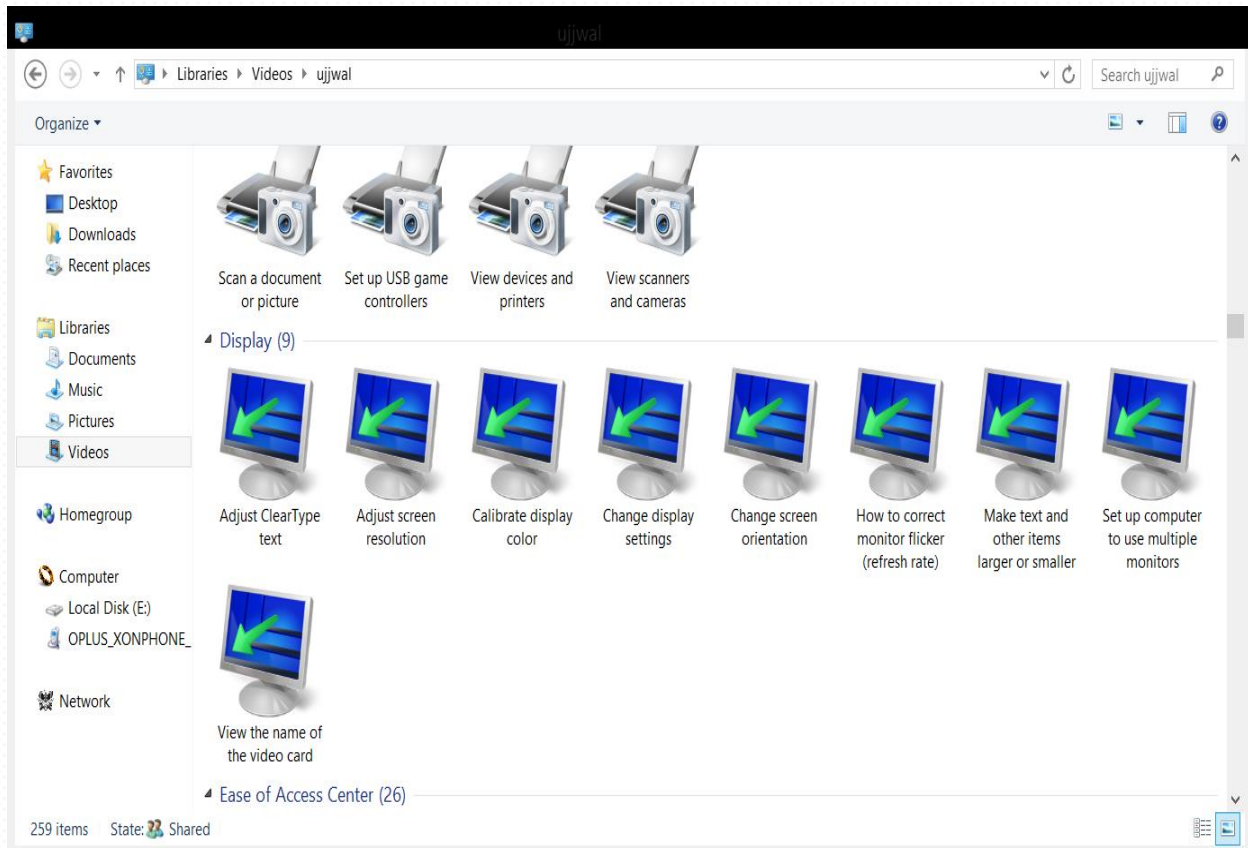 ujjwal
Libraries Videos ujjwal
Search ujjwal
Organize
Favorites
Desktop
Downloads
Recent places
Libraries
Documents
Music
Pictures
Videos
Homegroup
Computer
Local Disk (E:)
OPLUS_XONPHONE_
Network
Scan a document
or picture
Set up USB game
controllers
View devices and
printers
View scanners
and cameras
Display (9)
Adjust ClearType
text
Adjust screen
resolution
Calibrate display
color
Change display
settings
Change screen
orientation
How to correct
monitor flicker
(refresh rate)
Make text and
other items
larger or smaller
Set up computer
to use multiple
monitors
View the name of
the video card
Ease of Access Center (26)
259 items State: Shared